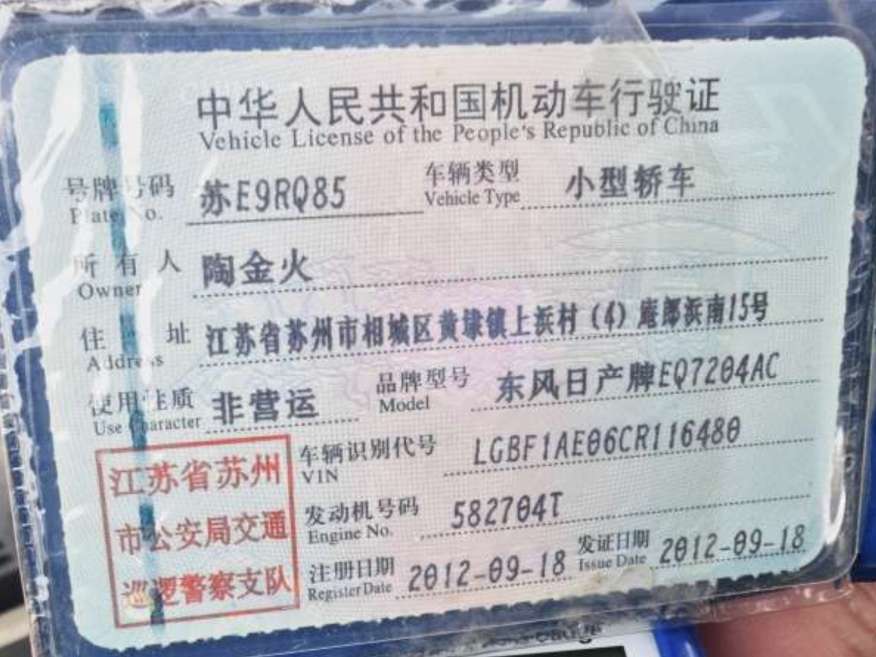 中华人民共和国机动车行驶证
Vehicle License of the People's Republic of China
号牌号码 苏E9RQ85 车辆类型 小型轿车
Plate No. Vehicle Type
所有人 陶金火
Owner
住址 江苏省苏州市相城区黄埭镇上浜村(4)庵郎浜南15号
Address
使用性质 非营运 品牌型号 东风日产牌EQ7204AC
Use Character Model
江苏省苏州 车辆识别代号 LGBF1AE06CR116480
VIN
市公安局交通 发动机号码 582704T
Engine No.
巡逻警察支队 注册日期 2012-09-18 发证日期 2012-09-18
Register Date Issue Date